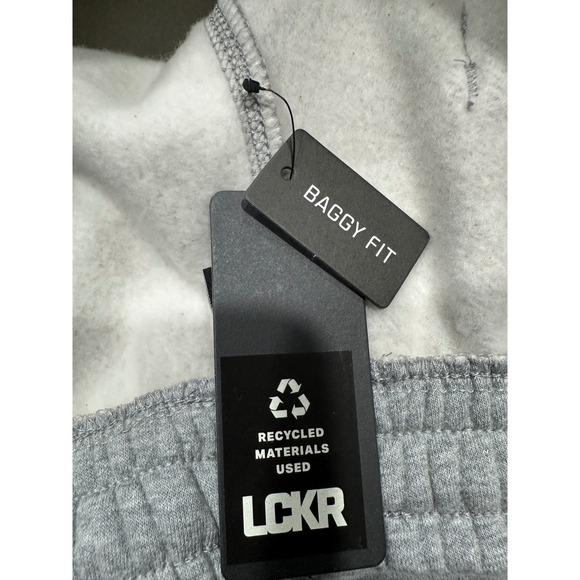 BAGGY FIT
RECYCLED
MATERIALS
USED
LCKR